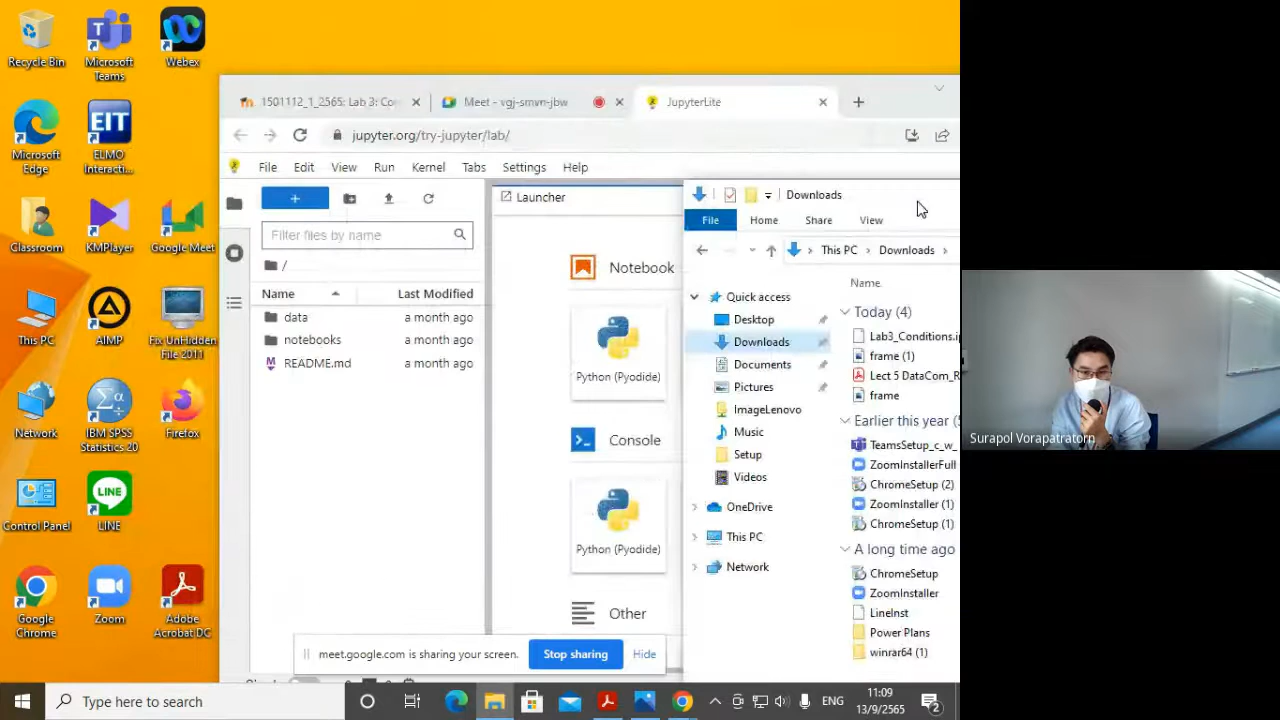 Recycle Bin
Microsoft Teams
Webex
Microsoft Edge
EIT
ELMO Interacti...
Classroom
KMPlayer
Google Meet
This PC
AIMP
Fix UnHidden File 2011
Network
Σα
IBM SPSS Statistics 20
Firefox
Control Panel
LINE
LINE
Google Chrome
Zoom
Adobe Acrobat DC
1501112_1_2565: Lab 3: Co
Meet - vgj-smvn-jbw
JupyterLite
jupyter.org/try-jupyter/lab/
File Edit View Run Kernel Tabs Settings Help
Launcher
Filter files by name
/
Name Last Modified
data a month ago
notebooks a month ago
README.md a month ago
Notebook
Python (Pyodide)
Console
Python (Pyodide)
Other
Downloads
File Home Share View
This PC > Downloads >
Quick access
Desktop
Downloads
Documents
Pictures
ImageLenovo
Music
Setup
Videos
OneDrive
This PC
Network
Name
Today (4)
Lab3_Conditions.ip
frame (1)
Lect 5 DataCom_R
frame
Earlier this year (5
TeamsSetup_c_w_
ZoomInstallerFull
ChromeSetup (2)
ZoomInstaller (1)
ChromeSetup (1)
A long time ago
ChromeSetup
ZoomInstaller
LineInst
Power Plans
winrar64 (1)
meet.google.com is sharing your screen. Stop sharing Hide
Type here to search
ENG
11:09
13/9/2565
2
Surapol Vorapatratorn